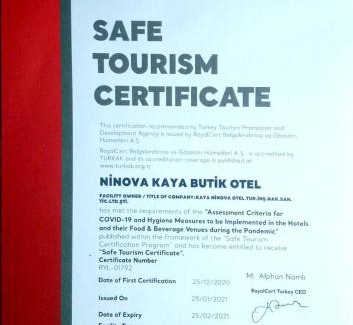 SAFE
TOURISM
CERTIFICATE
This certification recommended by Turkey Tourism Promotion and
Development Agency is issued by RoyalCert Belgelendirme ve Gözetim
Hizmetleri A.Ş.
RoyalCert Belgelendirme ve Gözetim Hizmetleri A.Ş. is accredited by
TÜRKAK and its accreditation coverage is published at
www.turkak.org.tr
NİNOVA KAYA BUTİK OTEL
FACILITY OWNER / TITLE OF COMPANY: KAYA NİNOVA OTEL.TUR.İNŞ.NAK.SAN.
TİC.LTD.ŞTİ.
has met the requirements of the "Assessment Criteria for
COVID-19 and Hygiene Measures to be Implemented in the Hotels
and their Food & Beverage Venues during the Pandemic"
published within the framework of the "Safe Tourism
Certification Program" and has become entitled to receive
"Safe Tourism Certificate".
Certificate Number
RYL-01792
Date of First Certification 25/12/2020
M. Alphan Namlı
RoyalCert Turkey CEO
Issued On 25/01/2021
Date of Expiry 25/02/2021